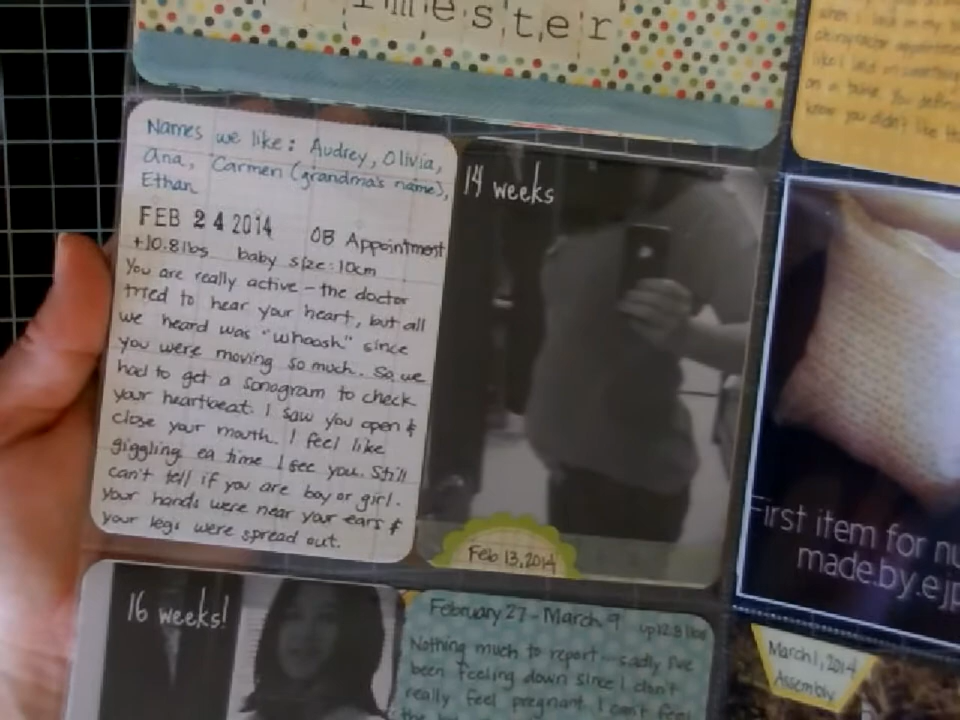 imester
Names we like: Audrey, Olivia,
Ana, Carmen (grandma's name),
Ethan
FEB 24 2014 OB Appointment
+10.8lbs baby size: 10cm
You are really active - the doctor
tried to hear your heart, but all
we heard was "whoosh" since
you were moving so much. So we
had to get a sonogram to check
your heartbeat. I saw you open &
close your mouth. I feel like
giggling ea time I see you. Still
can't tell if you are boy or girl.
Your hands were near your ears &
your legs were spread out.
14 weeks
Feb 13, 2014
First item for nu
made.by.ejp
16 weeks!
February 27 - March 9 up 12.8 lbs
Nothing much to report... sadly I've
been feeling down since I don't
really feel pregnant. I can't feel
March 1, 2014
Assembly